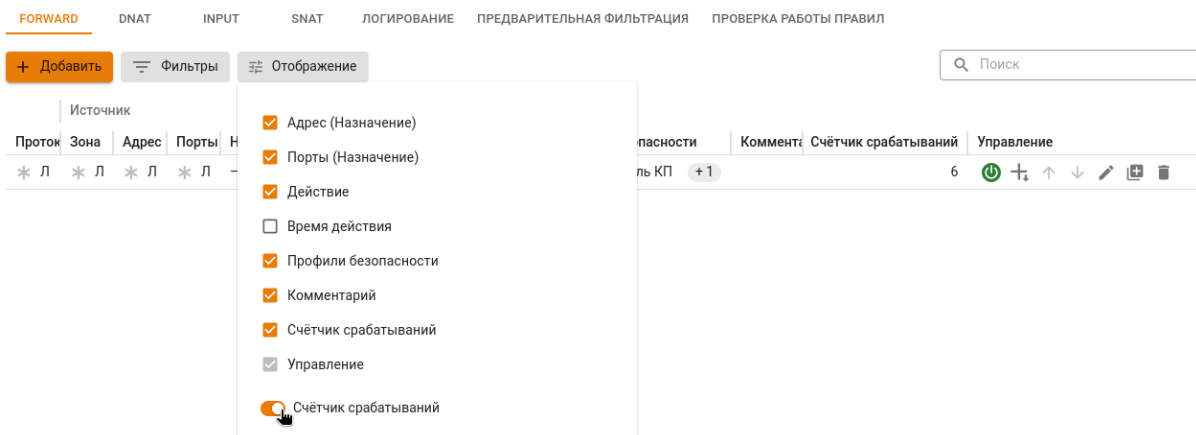 FORWARD DNAT INPUT SNAT ЛОГИРОВАНИЕ ПРЕДВАРИТЕЛЬНАЯ ФИЛЬТРАЦИЯ ПРОВЕРКА РАБОТЫ ПРАВИЛ
+ Добавить Фильтры Отображение Поиск
Источник
Проток Зона Адрес Порты Н пасности Коммента Счётчик срабатываний Управление
Л Л Л Л – ль КП +1 6
Адрес (Назначение)
Порты (Назначение)
Действие
Время действия
Профили безопасности
Комментарий
Счётчик срабатываний
Управление
Счётчик срабатываний